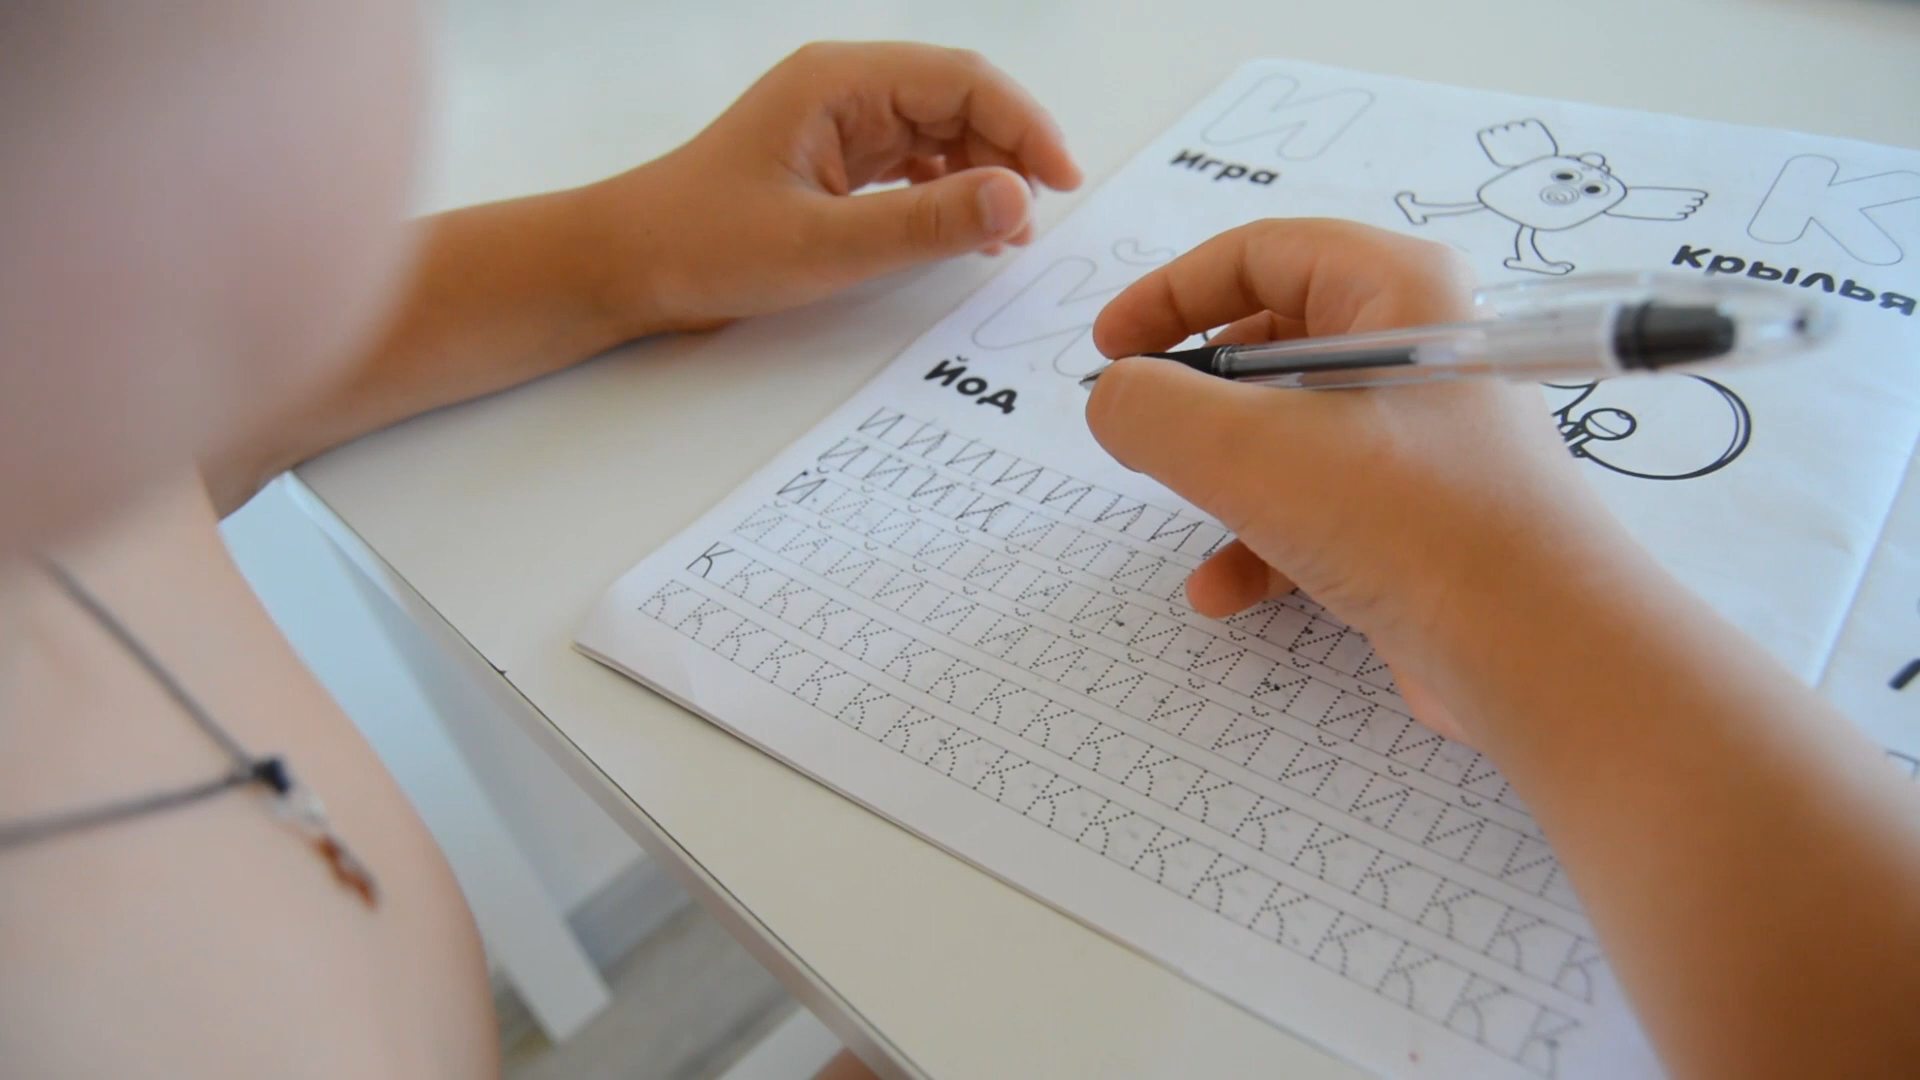 И
Игра
К
Крылья
Й
Йод
И И И И И И И И
И И И И И И И
Й Й Й Й Й Й Й Й Й Й Й Й Й
Й Й Й Й Й Й Й Й Й Й Й Й Й Й Й
К К К К К К К К К К К К К К К К К К
К К К К К К К К К К К К К К К К К К К